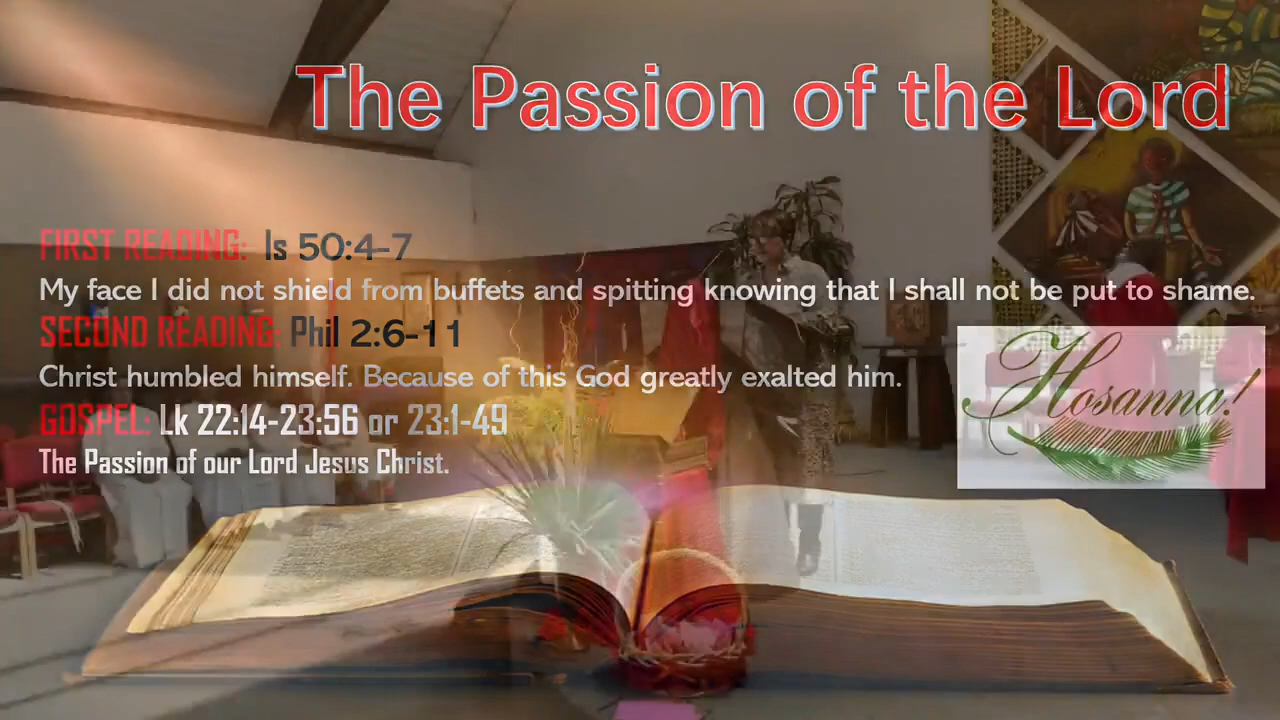 The Passion of the Lord
FIRST READING: Is 50:4-7
My face I did not shield from buffets and spitting knowing that I shall not be put to shame.
SECOND READING: Phil 2:6-11
Christ humbled himself. Because of this God greatly exalted him.
GOSPEL: Lk 22:14-23:56 or 23:1-49
The Passion of our Lord Jesus Christ.
Hosanna!